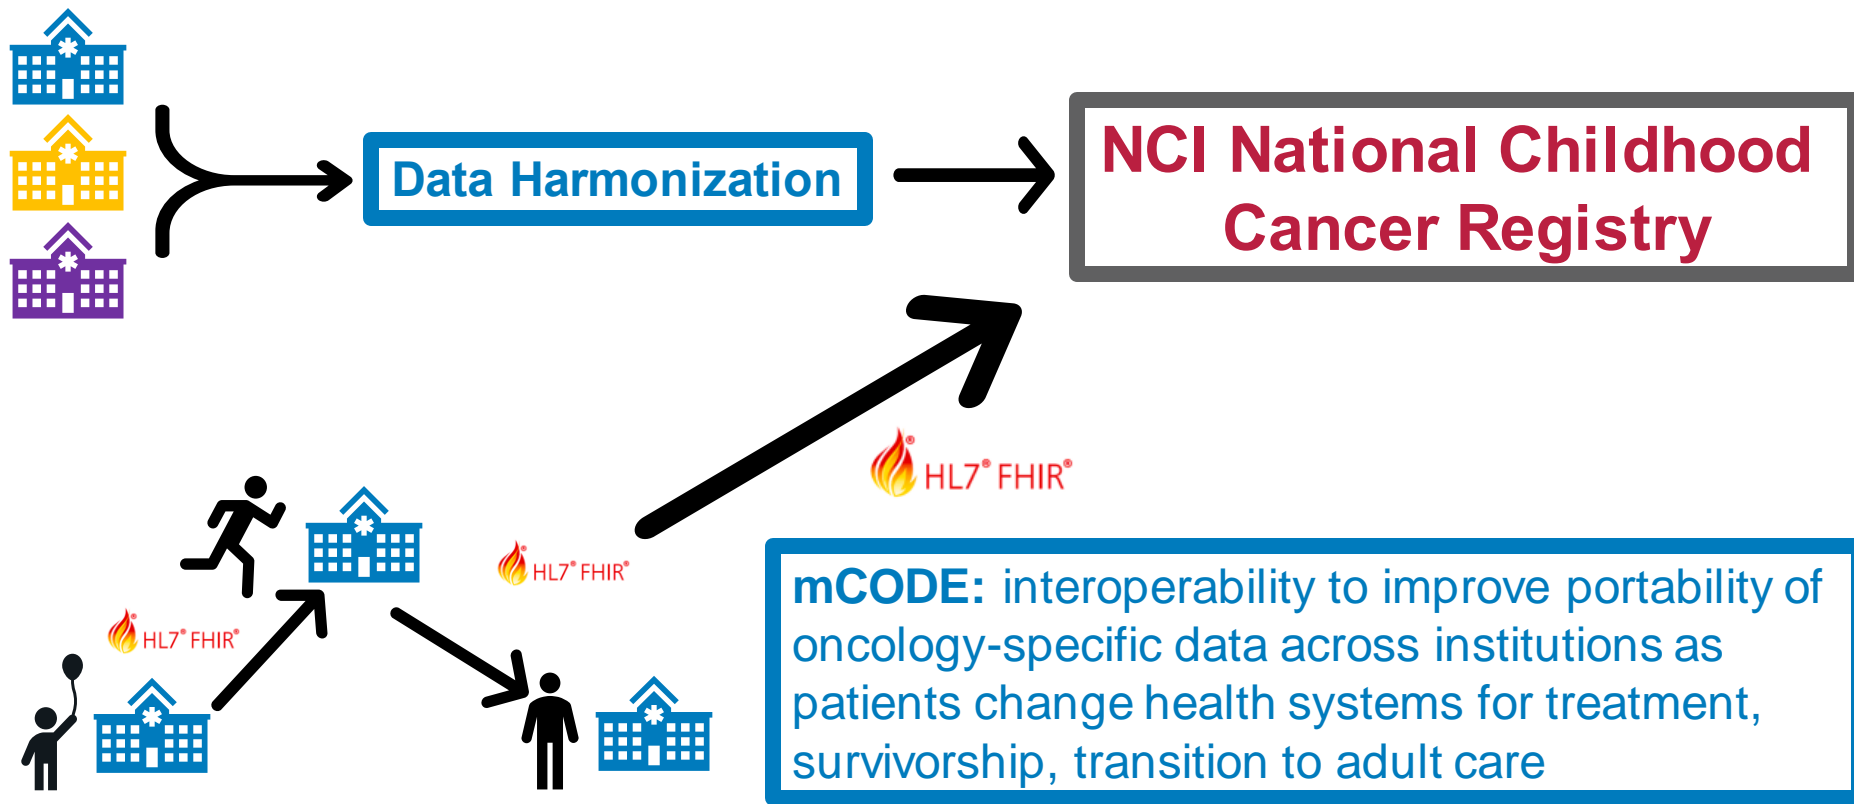 Data Harmonization
NCI National Childhood
Cancer Registry
HL7® FHIR®
HL7® FHIR®
HL7® FHIR®
mCODE: interoperability to improve portability of
oncology-specific data across institutions as
patients change health systems for treatment,
survivorship, transition to adult care